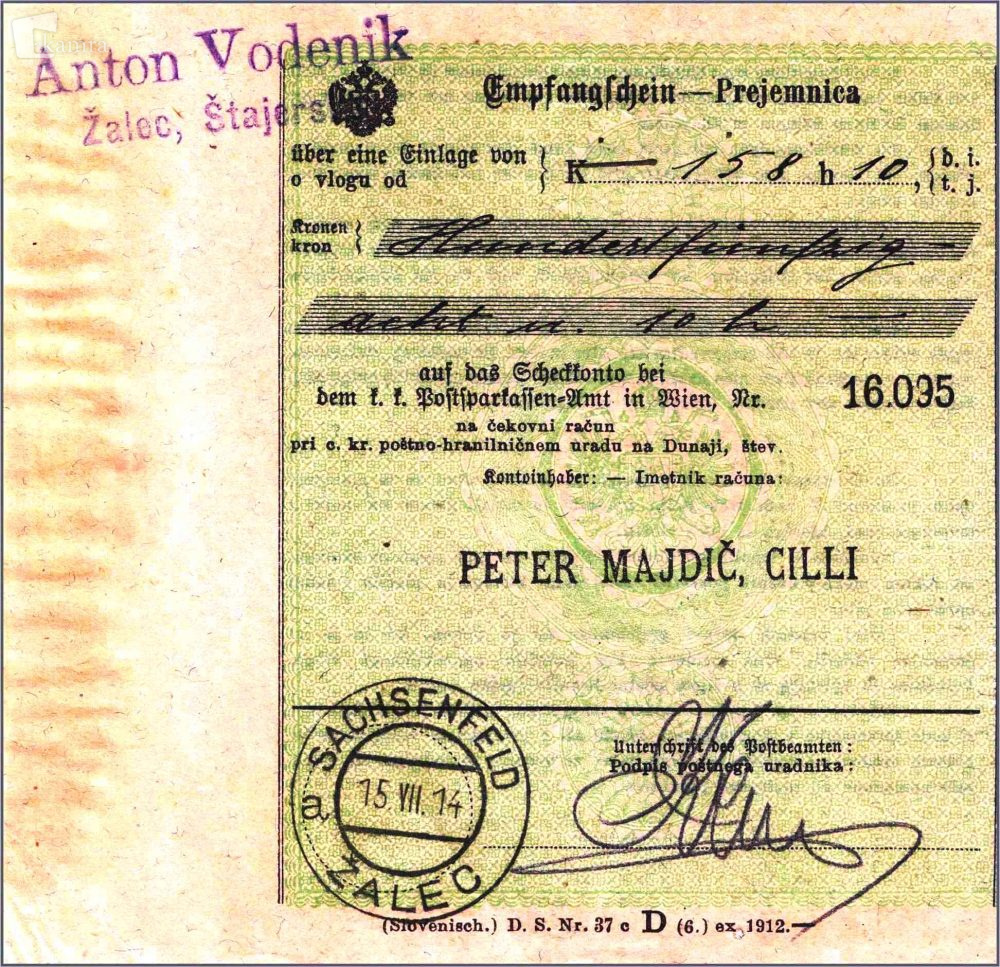 Kamra
Anton Vodenik
Žalec, Štajersko
Empfangschein—Prejemnica
über eine Einlage von } K — 158 h 10, { d. i.
o vlogu od } { t. j.
Kronen { Hundertfünfzig-
kron {
acht u. 10 h —
auf das Scheckkonto bei
dem k. k. Postsparkassen-Amt in Wien, Nr. 16.095
na čekovni račun
pri c. kr. poštno-hranilničnem uradu na Dunaji, štev.
Kontoinhaber: — Imetnik računa:
PETER MAJDIČ, CILLI
Unterschrift des Postbeamten:
Podpis poštnega uradnika:
SACHSENFELD
a 15 VII. 14
ŽALEC
(Slovenisch.) D. S. Nr. 37 c D (6.) ex 1912.—